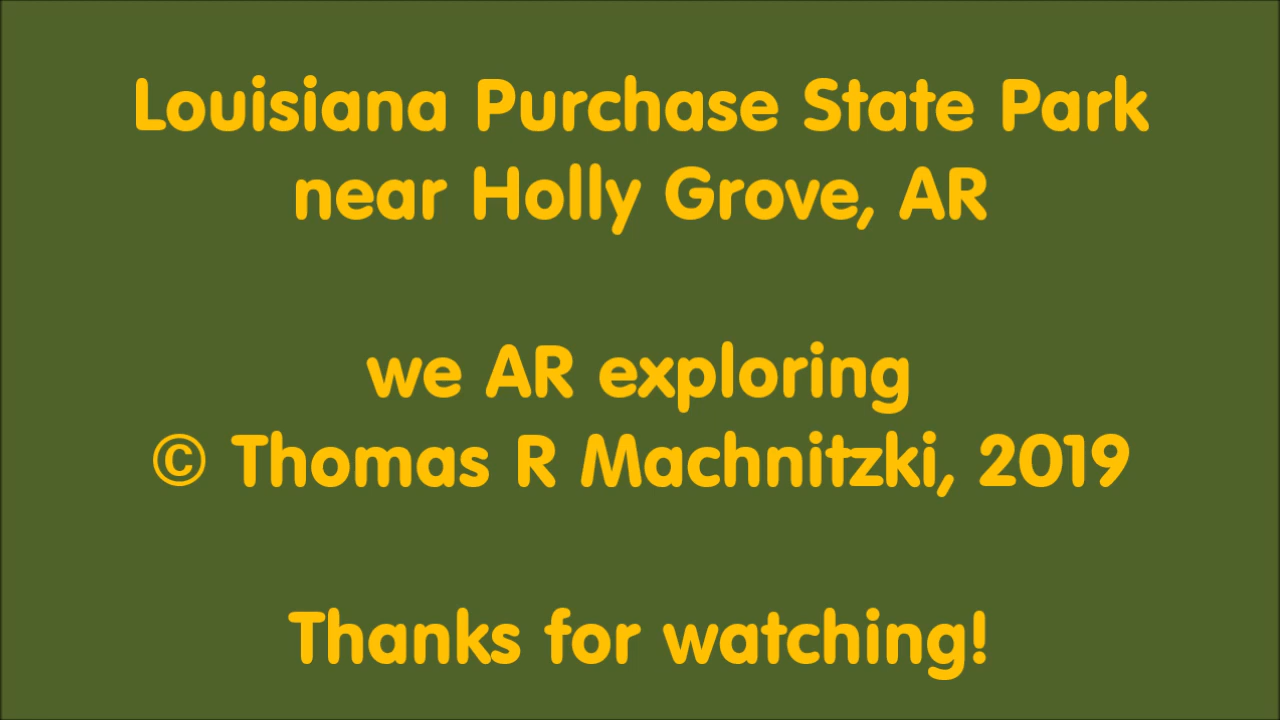 Louisiana Purchase State Park
near Holly Grove, AR
we AR exploring
© Thomas R Machnitzki, 2019
Thanks for watching!